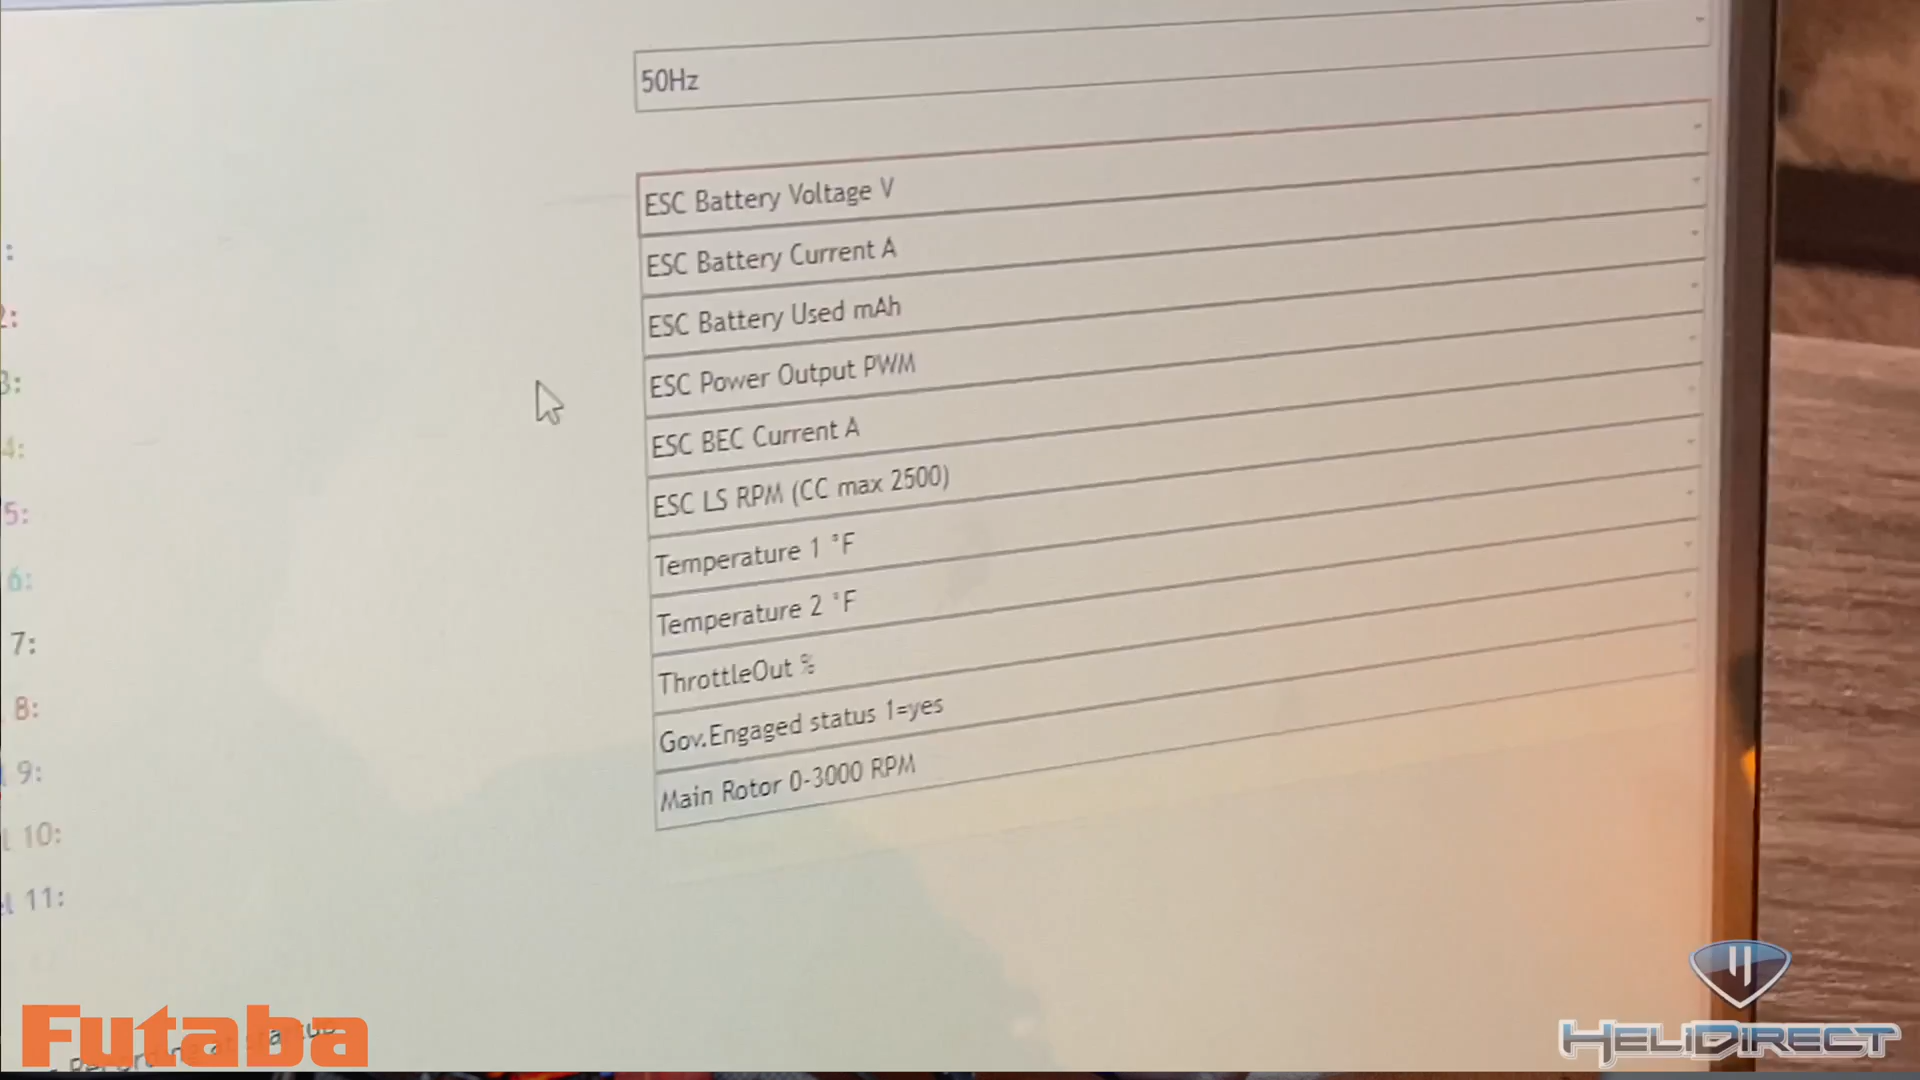 50Hz
: ESC Battery Voltage V
2: ESC Battery Current A
3: ESC Battery Used mAh
4: ESC Power Output PWM
5: ESC BEC Current A
6: ESC LS RPM (CC max 2500)
7: Temperature 1 °F
8: Temperature 2 °F
9: ThrottleOut %
10: Gov.Engaged status 1=yes
11: Main Rotor 0-3000 RPM
Futaba
HELIDIRECT